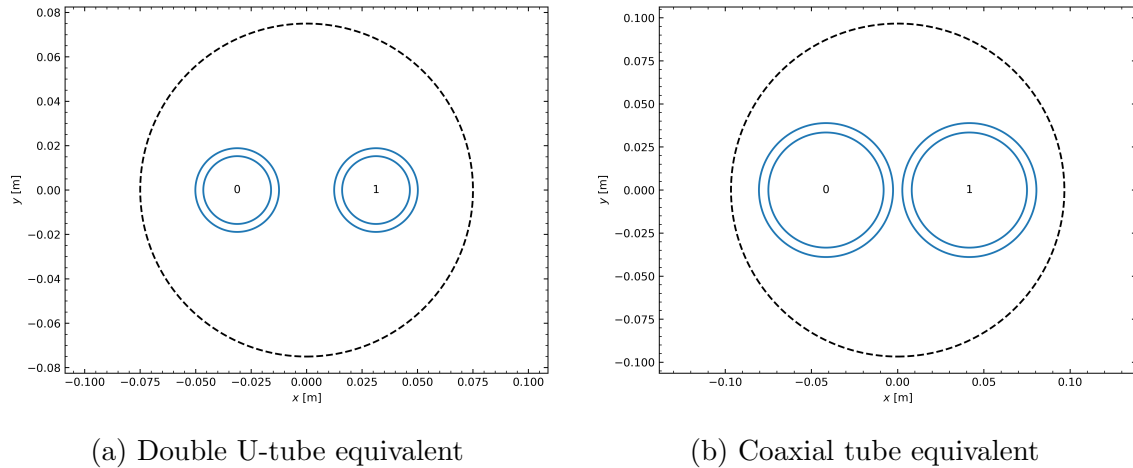 0.08
0.06
0.04
0.02
0.00
−0.02
−0.04
−0.06
−0.08
y [m]
0
1
−0.100 −0.075 −0.050 −0.025 0.000 0.025 0.050 0.075 0.100
x [m]
(a) Double U-tube equivalent
0.100
0.075
0.050
0.025
0.000
−0.025
−0.050
−0.075
−0.100
y [m]
0
1
−0.10 −0.05 0.00 0.05 0.10
x [m]
(b) Coaxial tube equivalent